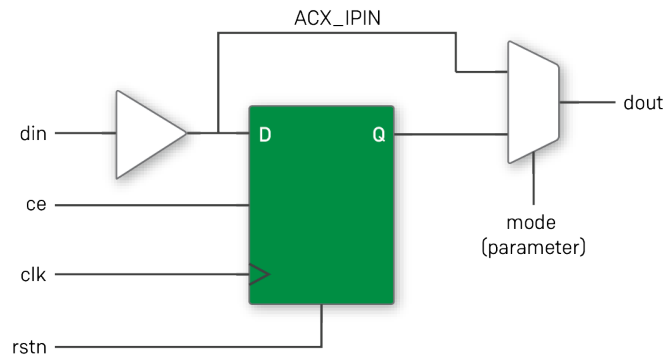 ACX_IPIN
din
D
Q
dout
ce
mode
(parameter)
clk
rstn